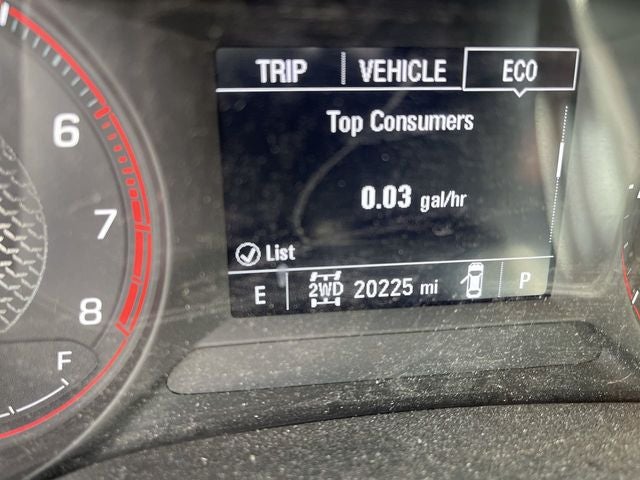 TRIP VEHICLE ECO
Top Consumers
0.03 gal/hr
List
E 2WD 20225 mi P
6
7
8
F